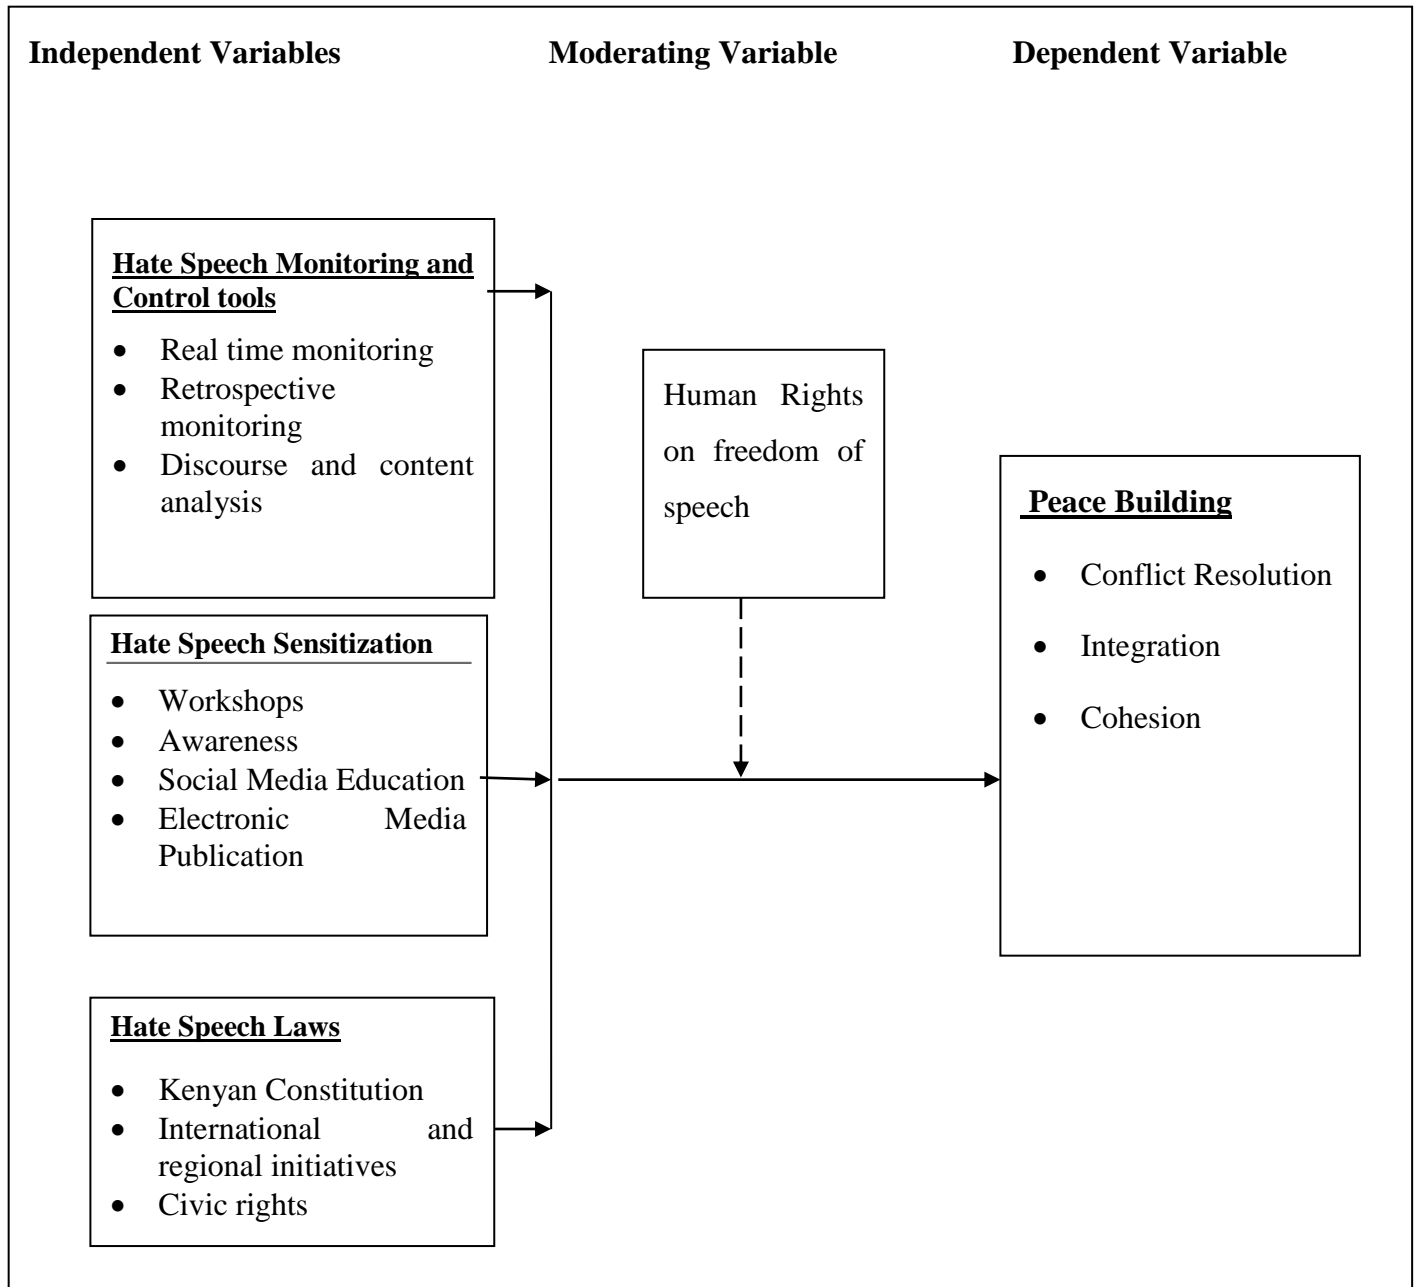 Independent Variables
Moderating Variable
Dependent Variable
Hate Speech Monitoring and
Control tools
• Real time monitoring
• Retrospective
monitoring
• Discourse and content
analysis
Hate Speech Sensitization
• Workshops
• Awareness
• Social Media Education
• Electronic Media
Publication
Hate Speech Laws
• Kenyan Constitution
• International and
regional initiatives
• Civic rights
Human Rights
on freedom of
speech
Peace Building
• Conflict Resolution
• Integration
• Cohesion